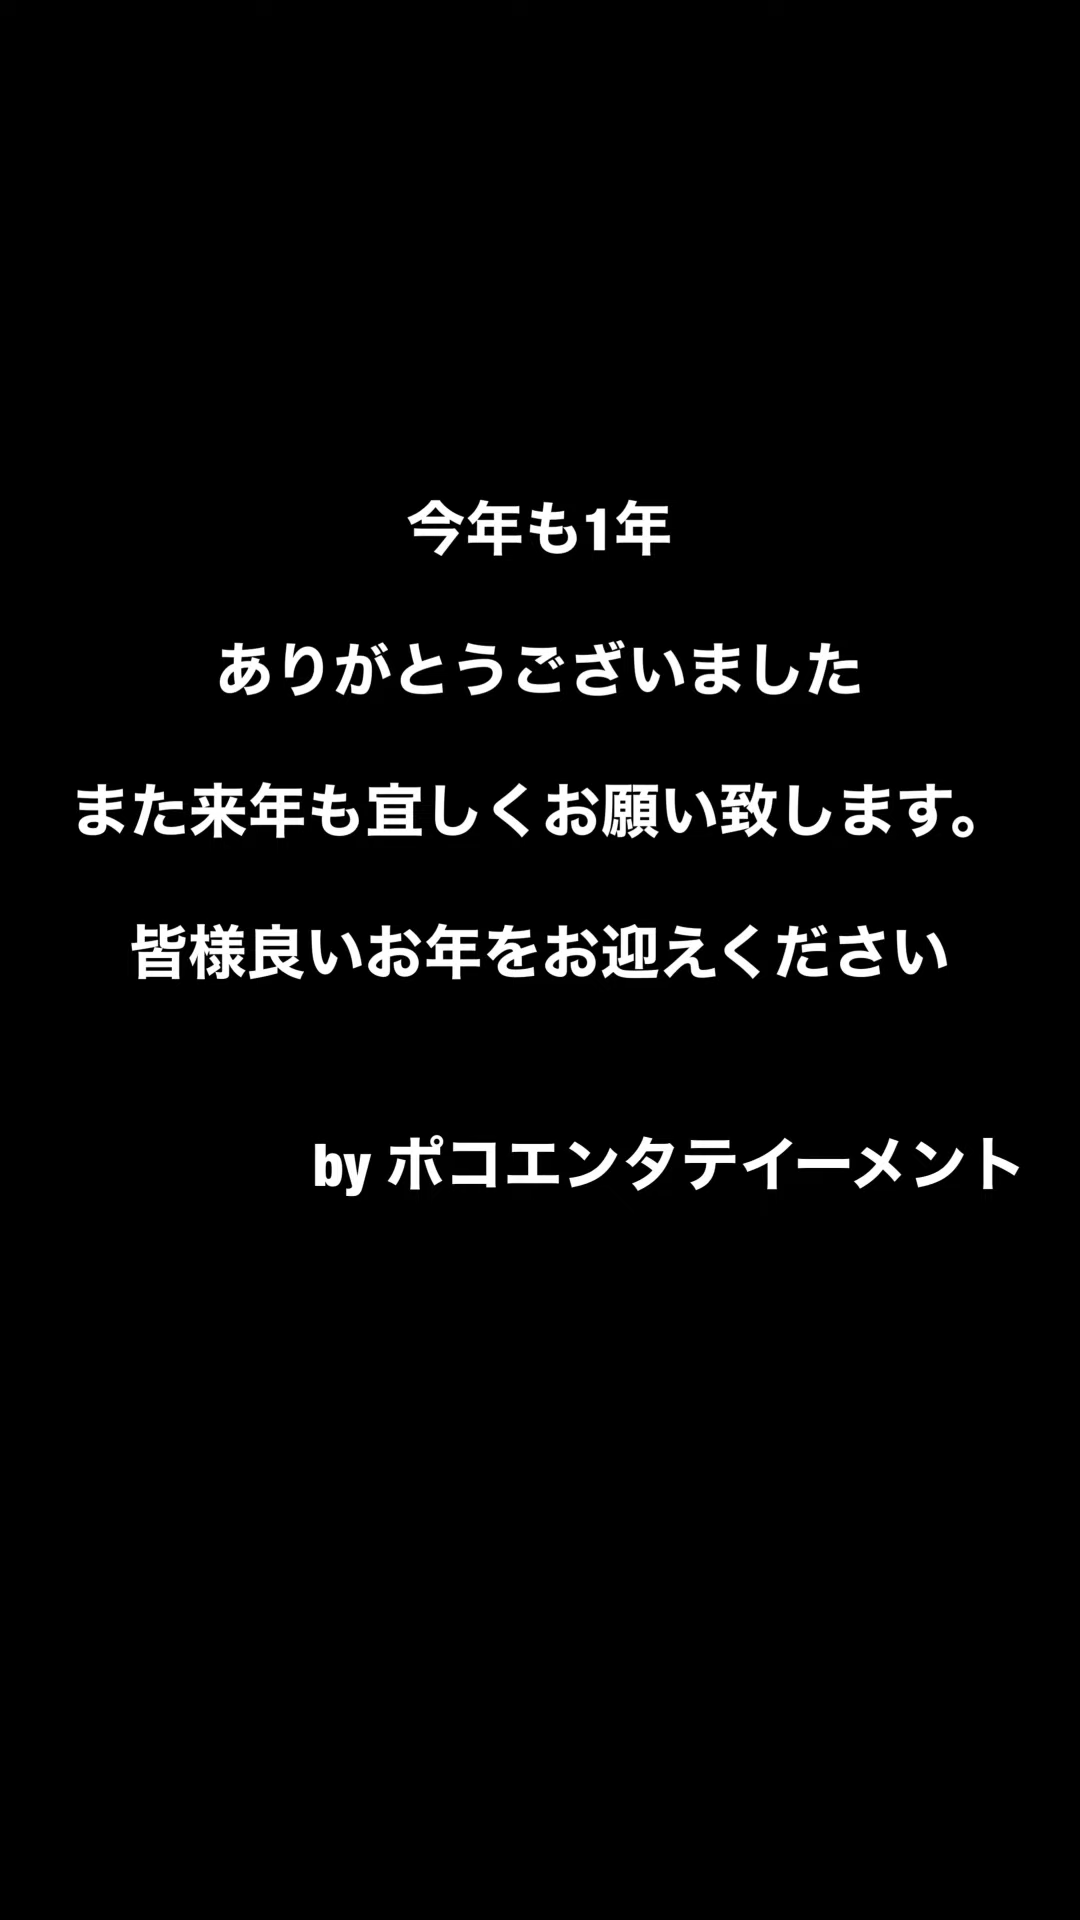 今年も1年
ありがとうございました
また来年も宜しくお願い致します。
皆様良いお年をお迎えください
by ポコエンタテイーメント